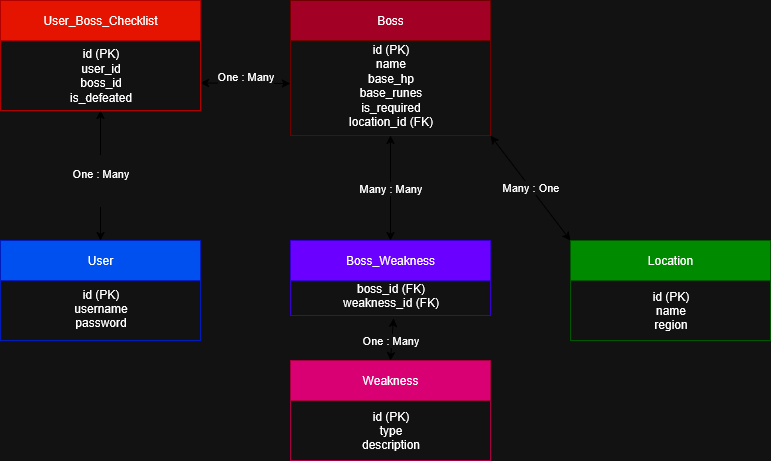 User_Boss_Checklist
id (PK)
user_id
boss_id
is_defeated
One : Many
Boss
id (PK)
name
base_hp
base_runes
is_required
location_id (FK)
One : Many
Many : Many
Many : One
User
id (PK)
username
password
Boss_Weakness
boss_id (FK)
weakness_id (FK)
Location
id (PK)
name
region
One : Many
Weakness
id (PK)
type
description